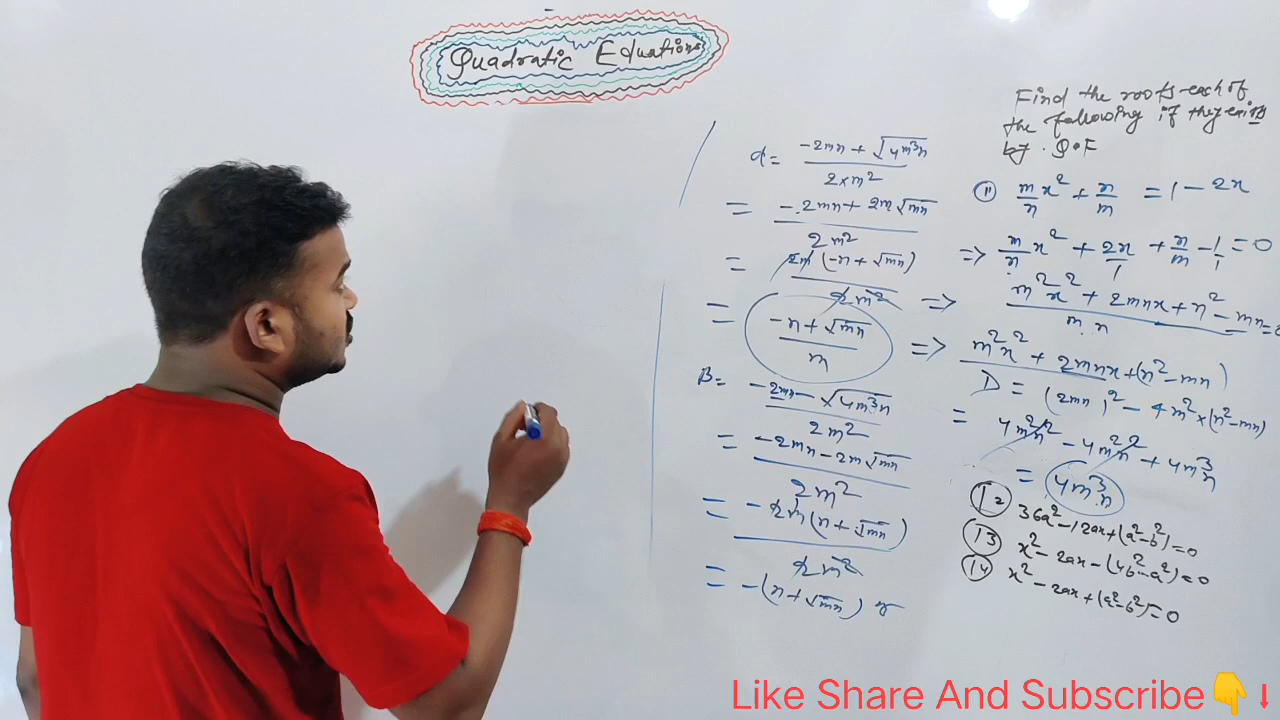 Quadratic Equations
Find the roots each of
the following if they exists
by Q.F
(11) m/n x² + n/m = 1 - 2x
=> m/n x² + 2x/1 + n/m - 1/1 = 0
=> (m²x² + 2mnx + n² - mn)/(m.n) = 0
=> m²x² + 2mnx + (n² - mn)
D = (2mn)² - 4m² × (n² - mn)
= 4m²n² - 4m²n² + 4m³n
= 4m³n
(12) 36a² - 12ax + (a² - b²) = 0
(13) x² - 2ax - (4b² - a²) = 0
(14) x² - 2ax + (a² - b²) = 0
α = (-2mn + √4m³n)/(2×m²)
= (-2mn + 2m√mn)/(2m²)
= 2m(-n + √mn)/(2m²)
= (-n + √mn)/m
B = (-2mn - √4m³n)/(2m²)
= (-2mn - 2m√mn)/(2m²)
= -2m(n + √mn)/(2m²)
= -(n + √mn)
Like Share And Subscribe👇⬇